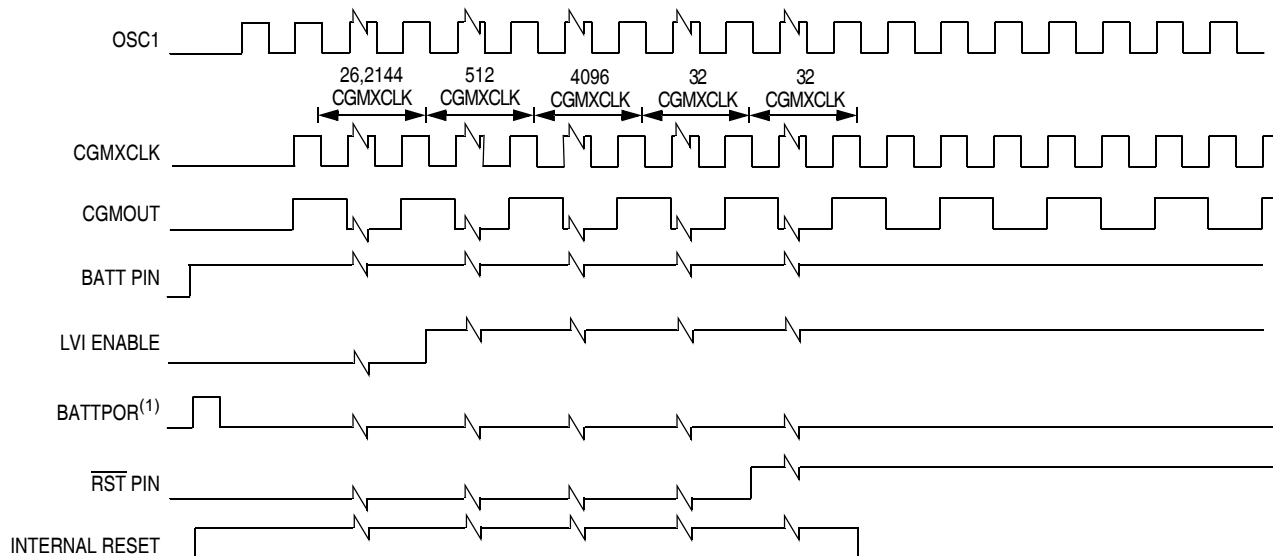 OSC1
26,2144 512 4096 32 32
CGMXCLK CGMXCLK CGMXCLK CGMXCLK CGMXCLK
CGMXCLK
CGMOUT
BATT PIN
LVI ENABLE
BATTPOR(1)
RST PIN
INTERNAL RESET